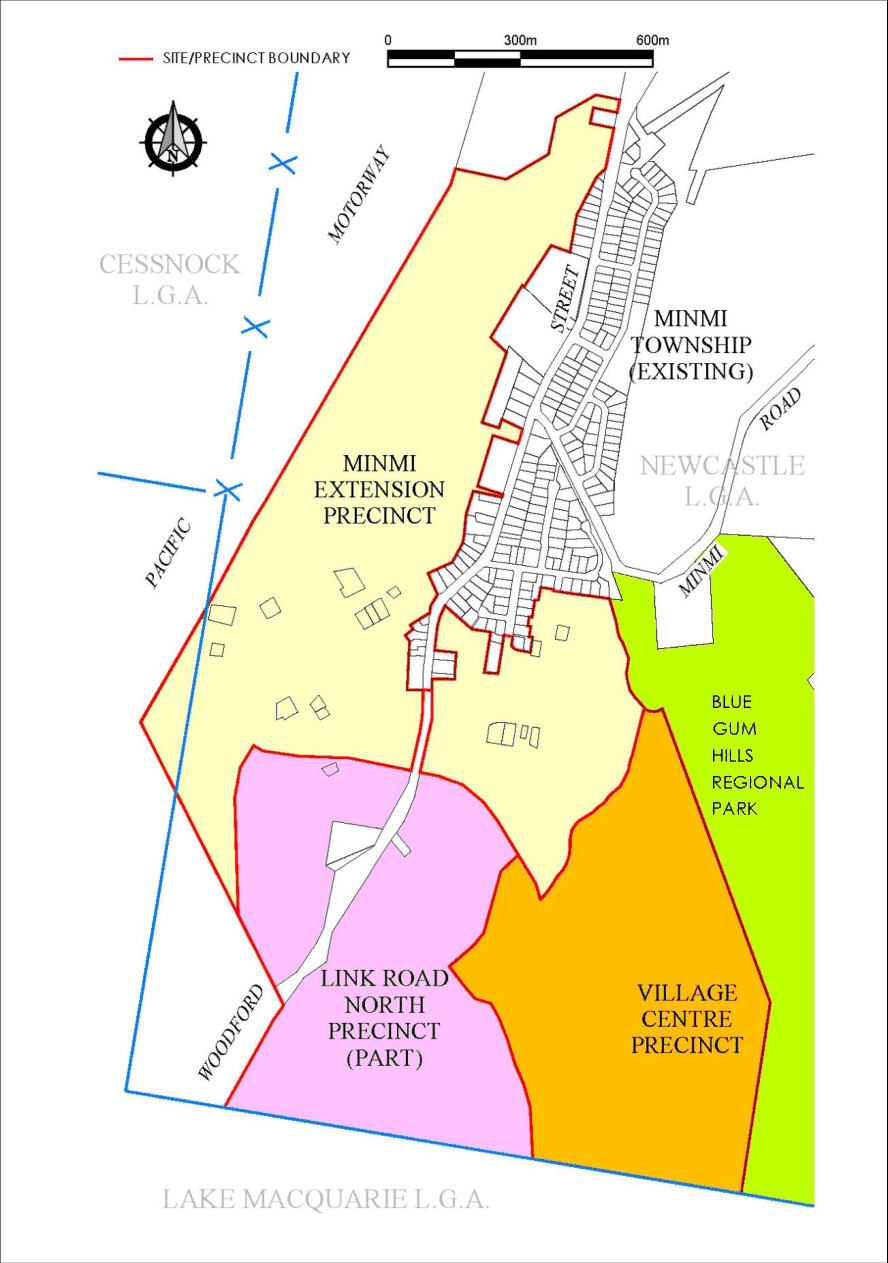 0 300m 600m
SITE/PRECINCT BOUNDARY
N
MOTORWAY
CESSNOCK
L.G.A.
STREET
MINMI
TOWNSHIP
(EXISTING)
ROAD
NEWCASTLE
L.G.A.
MINMI
EXTENSION
PRECINCT
PACIFIC
MINMI
BLUE
GUM
HILLS
REGIONAL
PARK
LINK ROAD
NORTH
PRECINCT
(PART)
VILLAGE
CENTRE
PRECINCT
WOODFORD
LAKE MACQUARIE L.G.A.